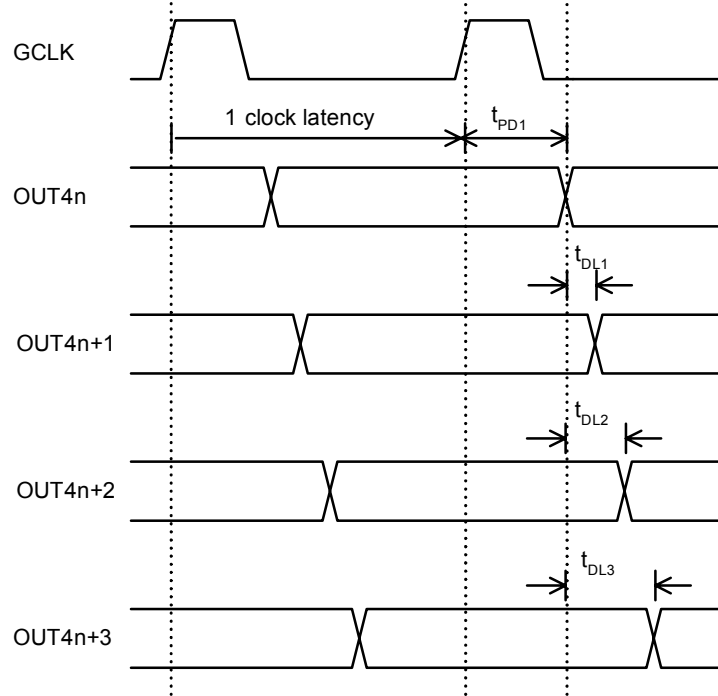 GCLK
1 clock latency
tPD1
OUT4n
tDL1
OUT4n+1
tDL2
OUT4n+2
tDL3
OUT4n+3